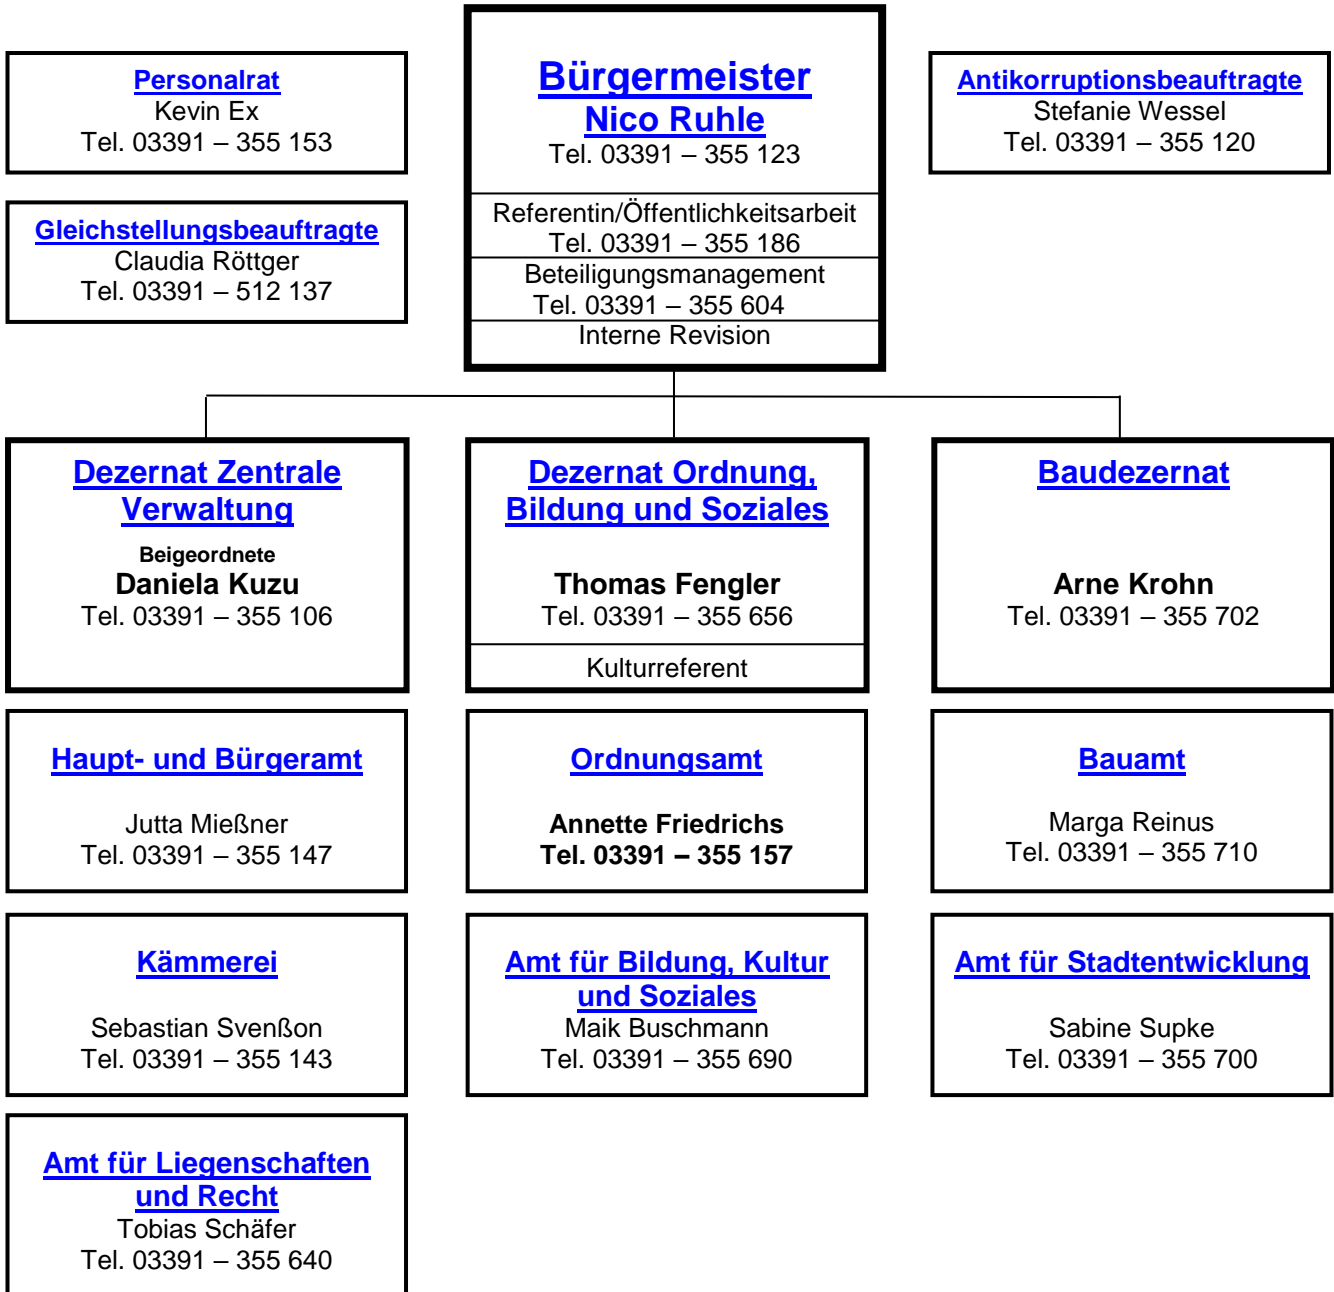 Personalrat
Kevin Ex
Tel. 03391 – 355 153
Gleichstellungsbeauftragte
Claudia Röttger
Tel. 03391 – 512 137
Bürgermeister
Nico Ruhle
Tel. 03391 – 355 123
Referentin/Öffentlichkeitsarbeit
Tel. 03391 – 355 186
Beteiligungsmanagement
Tel. 03391 – 355 604
Interne Revision
Antikorruptionsbeauftragte
Stefanie Wessel
Tel. 03391 – 355 120
Dezernat Zentrale
Verwaltung
Beigeordnete
Daniela Kuzu
Tel. 03391 – 355 106
Dezernat Ordnung,
Bildung und Soziales
Thomas Fengler
Tel. 03391 – 355 656
Kulturreferent
Baudezernat
Arne Krohn
Tel. 03391 – 355 702
Haupt- und Bürgeramt
Jutta Mießner
Tel. 03391 – 355 147
Ordnungsamt
Annette Friedrichs
Tel. 03391 – 355 157
Bauamt
Marga Reinus
Tel. 03391 – 355 710
Kämmerei
Sebastian Svenßon
Tel. 03391 – 355 143
Amt für Bildung, Kultur
und Soziales
Maik Buschmann
Tel. 03391 – 355 690
Amt für Stadtentwicklung
Sabine Supke
Tel. 03391 – 355 700
Amt für Liegenschaften
und Recht
Tobias Schäfer
Tel. 03391 – 355 640